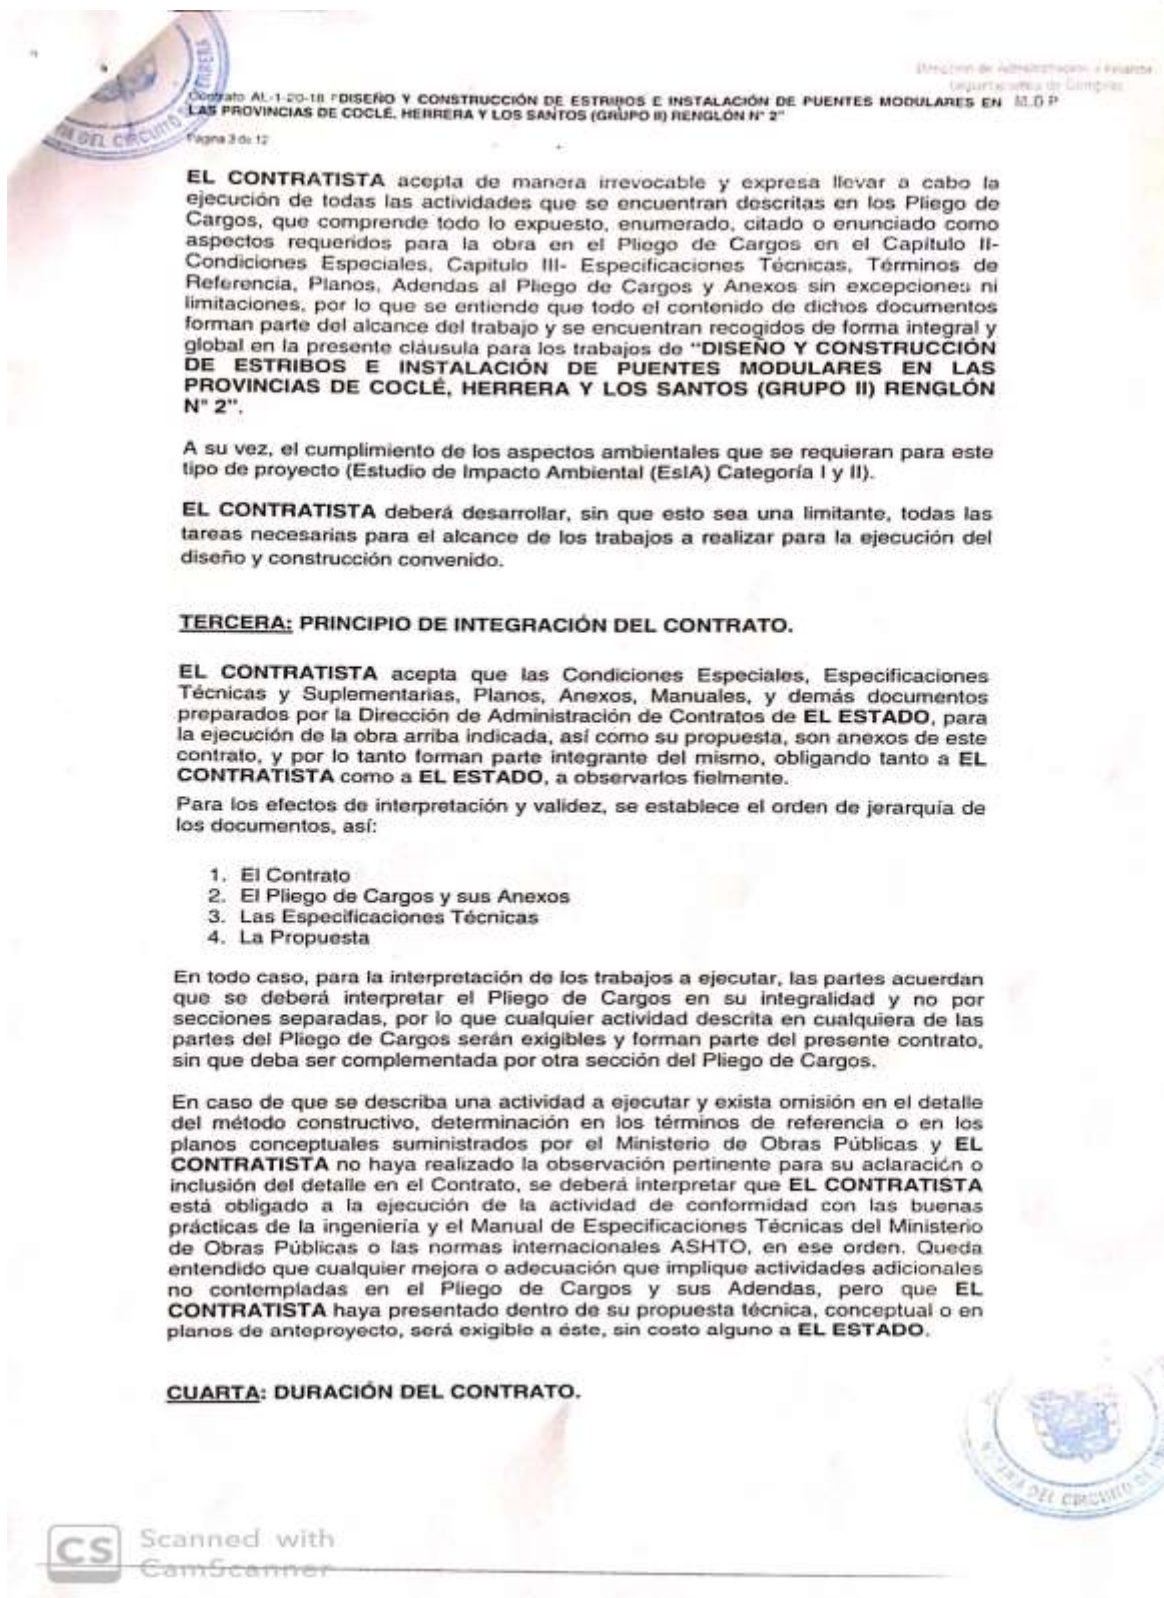 Dirección de Administración y Finanzas
Departamento de Compras
M.O.P
Contrato AL-1-20-18 "DISEÑO Y CONSTRUCCIÓN DE ESTRIBOS E INSTALACIÓN DE PUENTES MODULARES EN
LAS PROVINCIAS DE COCLÉ, HERRERA Y LOS SANTOS (GRUPO II) RENGLÓN N° 2"
Página 3 de 12
EL CONTRATISTA acepta de manera irrevocable y expresa llevar a cabo la
ejecución de todas las actividades que se encuentran descritas en los Pliego de
Cargos, que comprende todo lo expuesto, enumerado, citado o enunciado como
aspectos requeridos para la obra en el Pliego de Cargos en el Capítulo II-
Condiciones Especiales, Capítulo III- Especificaciones Técnicas, Términos de
Referencia, Planos, Adendas al Pliego de Cargos y Anexos sin excepciones ni
limitaciones, por lo que se entiende que todo el contenido de dichos documentos
forman parte del alcance del trabajo y se encuentran recogidos de forma integral y
global en la presente cláusula para los trabajos de "DISEÑO Y CONSTRUCCIÓN
DE ESTRIBOS E INSTALACIÓN DE PUENTES MODULARES EN LAS
PROVINCIAS DE COCLÉ, HERRERA Y LOS SANTOS (GRUPO II) RENGLÓN
N° 2".
A su vez, el cumplimiento de los aspectos ambientales que se requieran para este
tipo de proyecto (Estudio de Impacto Ambiental (EsIA) Categoría I y II).
EL CONTRATISTA deberá desarrollar, sin que esto sea una limitante, todas las
tareas necesarias para el alcance de los trabajos a realizar para la ejecución del
diseño y construcción convenido.
TERCERA: PRINCIPIO DE INTEGRACIÓN DEL CONTRATO.
EL CONTRATISTA acepta que las Condiciones Especiales, Especificaciones
Técnicas y Suplementarias, Planos, Anexos, Manuales, y demás documentos
preparados por la Dirección de Administración de Contratos de EL ESTADO, para
la ejecución de la obra arriba indicada, así como su propuesta, son anexos de este
contrato, y por lo tanto forman parte integrante del mismo, obligando tanto a EL
CONTRATISTA como a EL ESTADO, a observarlos fielmente.
Para los efectos de interpretación y validez, se establece el orden de jerarquía de
los documentos, así:
1. El Contrato
2. El Pliego de Cargos y sus Anexos
3. Las Especificaciones Técnicas
4. La Propuesta
En todo caso, para la interpretación de los trabajos a ejecutar, las partes acuerdan
que se deberá interpretar el Pliego de Cargos en su integralidad y no por
secciones separadas, por lo que cualquier actividad descrita en cualquiera de las
partes del Pliego de Cargos serán exigibles y forman parte del presente contrato,
sin que deba ser complementada por otra sección del Pliego de Cargos.
En caso de que se describa una actividad a ejecutar y exista omisión en el detalle
del método constructivo, determinación en los términos de referencia o en los
planos conceptuales suministrados por el Ministerio de Obras Públicas y EL
CONTRATISTA no haya realizado la observación pertinente para su aclaración o
inclusión del detalle en el Contrato, se deberá interpretar que EL CONTRATISTA
está obligado a la ejecución de la actividad de conformidad con las buenas
prácticas de la ingeniería y el Manual de Especificaciones Técnicas del Ministerio
de Obras Públicas o las normas internacionales ASHTO, en ese orden. Queda
entendido que cualquier mejora o adecuación que implique actividades adicionales
no contempladas en el Pliego de Cargos y sus Adendas, pero que EL
CONTRATISTA haya presentado dentro de su propuesta técnica, conceptual o en
planos de anteproyecto, será exigible a éste, sin costo alguno a EL ESTADO.
CUARTA: DURACIÓN DEL CONTRATO.
DEL CIRCUITO
CS Scanned with
CamScanner